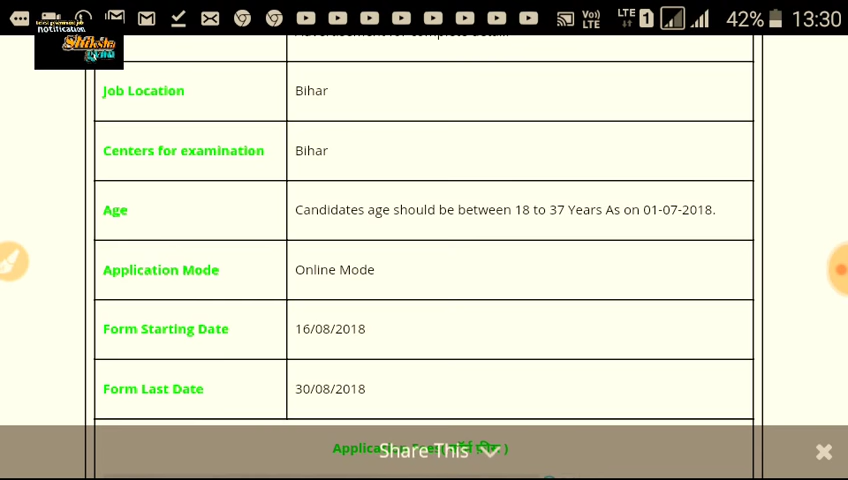 Vo))
LTE
LTE
1
42%
13:30
notification
Shiksha
Job Location
Bihar
Centers for examination
Bihar
Age
Candidates age should be between 18 to 37 Years As on 01-07-2018.
Application Mode
Online Mode
Form Starting Date
16/08/2018
Form Last Date
30/08/2018
Share This